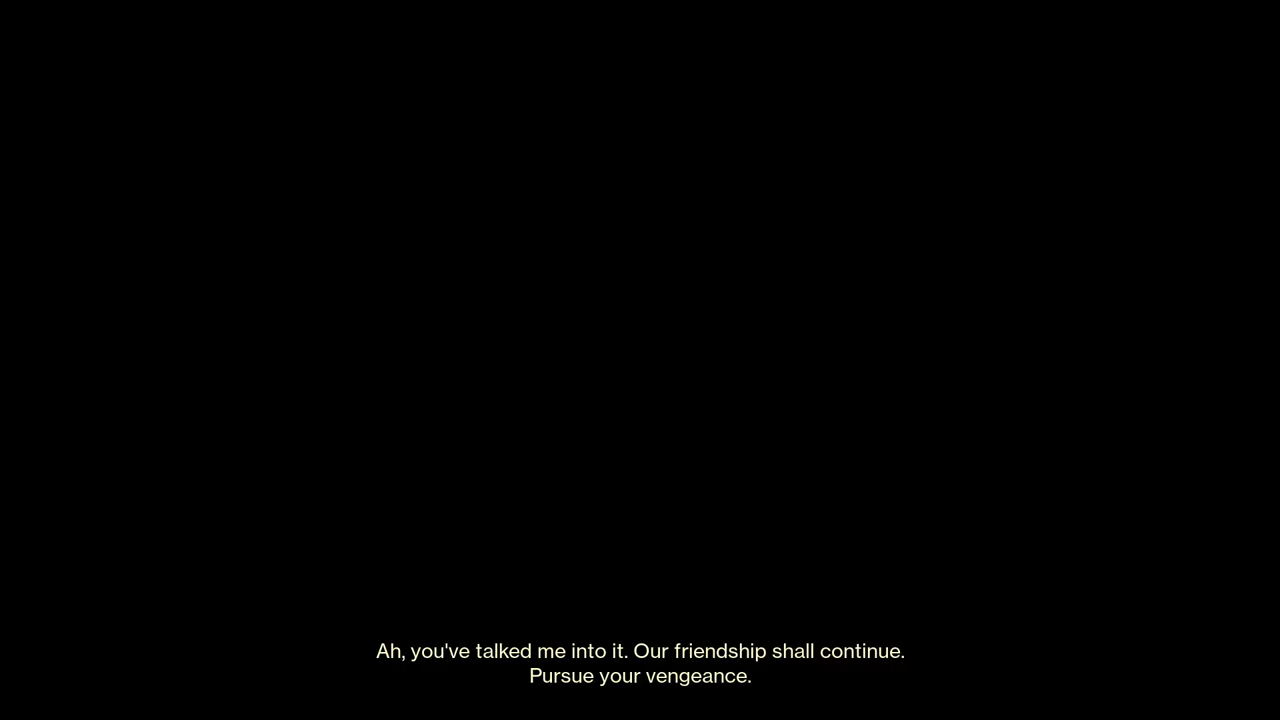 Ah, you've talked me into it. Our friendship shall continue.
Pursue your vengeance.